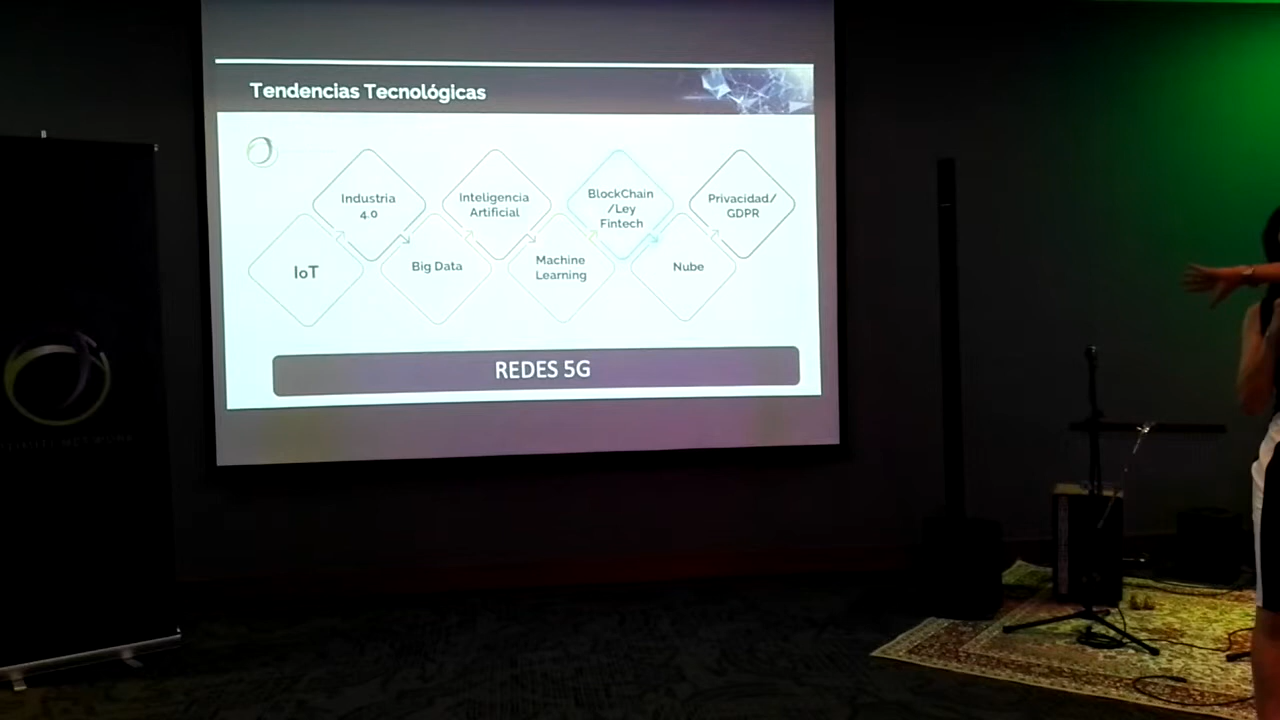 Tendencias Tecnológicas
Industria
4.0
Inteligencia
Artificial
BlockChain
/Ley
Fintech
Privacidad/
GDPR
IoT
Big Data
Machine
Learning
Nube
REDES 5G